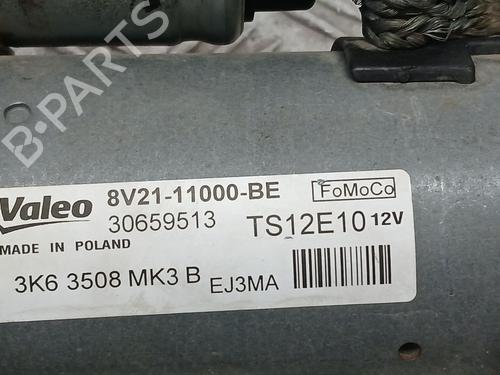 B-PARTS
Valeo
8V21-11000-BE
FoMoCo
30659513
TS12E10 12V
MADE IN POLAND
3K6 3508 MK3 B
EJ3MA